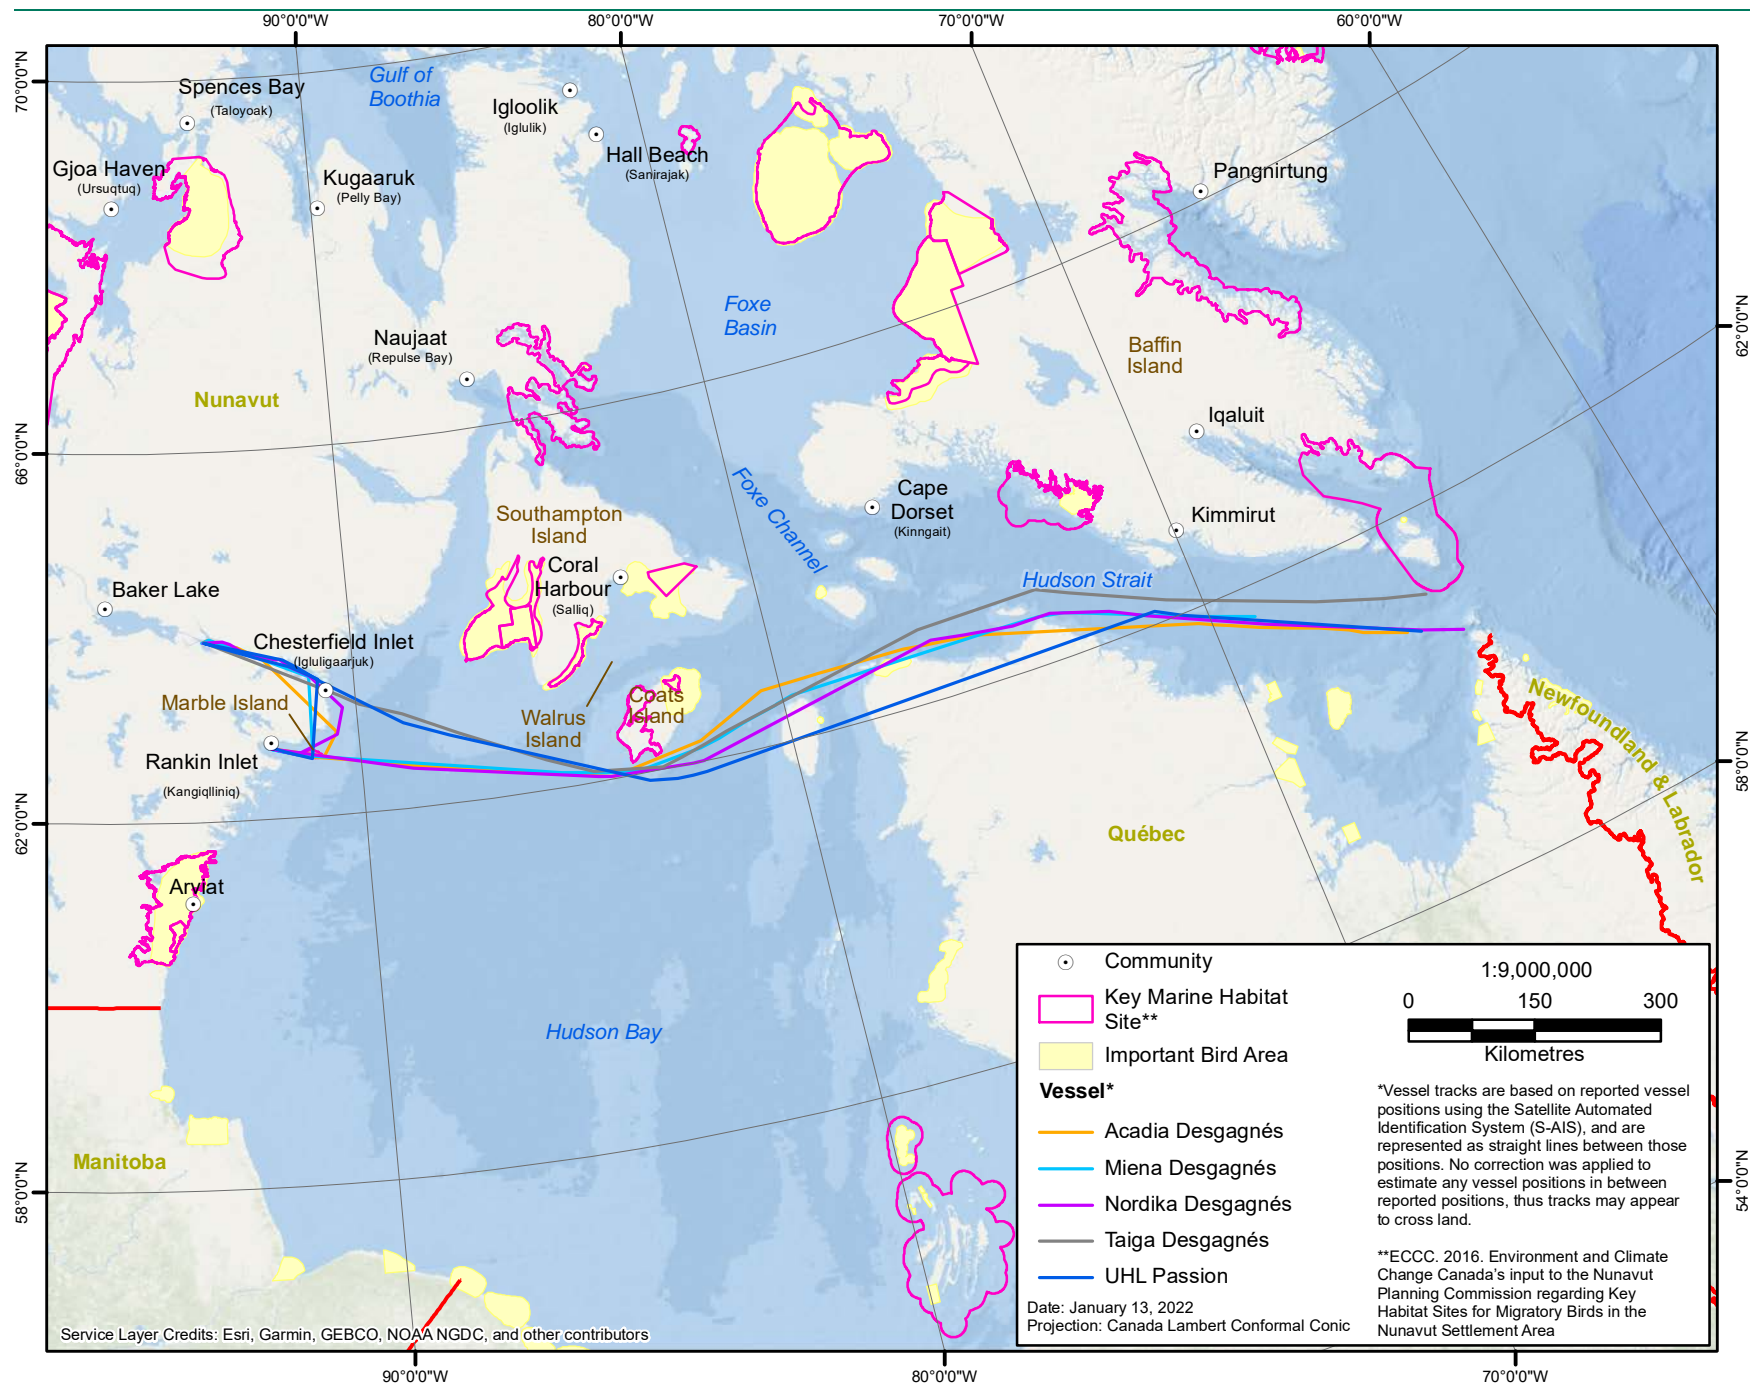 90°0'0"W
80°0'0"W
70°0'0"W
60°0'0"W
70°0'0"N
66°0'0"N
62°0'0"N
58°0'0"N
62°0'0"N
58°0'0"N
54°0'0"N
90°0'0"W
80°0'0"W
70°0'0"W
Gulf of
Boothia
Spences Bay
(Taloyoak)
Igloolik
(Iglulik)
Hall Beach
(Sanirajak)
Gjoa Haven
(Ursuqtuq)
Kugaaruk
(Pelly Bay)
Pangnirtung
Foxe
Basin
Naujaat
(Repulse Bay)
Baffin
Island
Nunavut
Iqaluit
Foxe Channel
Cape
Dorset
(Kinngait)
Kimmirut
Southampton
Island
Coral
Harbour
(Salliq)
Hudson Strait
Baker Lake
Chesterfield Inlet
(Igluligaarjuk)
Marble Island
Walrus
Island
Coats
Island
Rankin Inlet
(Kangiqlliniq)
Newfoundland & Labrador
Québec
Arviat
Hudson Bay
Manitoba
Service Layer Credits: Esri, Garmin, GEBCO, NOAA NGDC, and other contributors
Community
Key Marine Habitat
Site**
Important Bird Area
Vessel*
Acadia Desgagnés
Miena Desgagnés
Nordika Desgagnés
Taiga Desgagnés
UHL Passion
Date: January 13, 2022
Projection: Canada Lambert Conformal Conic
1:9,000,000
0 150 300
Kilometres
*Vessel tracks are based on reported vessel
positions using the Satellite Automated
Identification System (S-AIS), and are
represented as straight lines between those
positions. No correction was applied to
estimate any vessel positions in between
reported positions, thus tracks may appear
to cross land.
**ECCC. 2016. Environment and Climate
Change Canada's input to the Nunavut
Planning Commission regarding Key
Habitat Sites for Migratory Birds in the
Nunavut Settlement Area